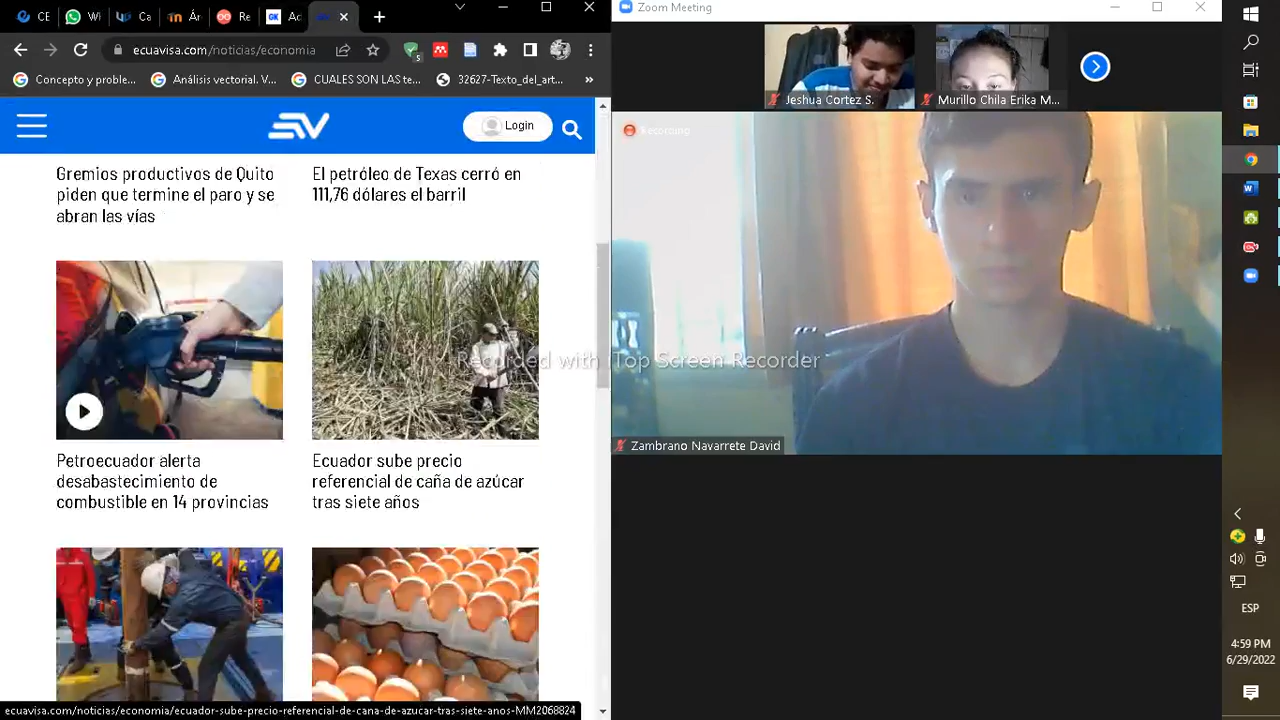 CE
Wi
Ca
Ár
Re
Ac
ecuavisa.com/noticias/economia
5
Concepto y proble...
Análisis vectorial. V...
CUALES SON LAS te...
32627-Texto_del_art...
»
Login
Gremios productivos de Quito
piden que termine el paro y se
abran las vías
El petróleo de Texas cerró en
111,76 dólares el barril
Petroecuador alerta
desabastecimiento de
combustible en 14 provincias
Ecuador sube precio
referencial de caña de azúcar
tras siete años
ecuavisa.com/noticias/economia/ecuador-sube-precio-referencial-de-cana-de-azucar-tras-siete-anos-MM2068824
Zoom Meeting
Jeshua Cortez S.
Murillo Chila Erika M...
Recording
Recorded with iTop Screen Recorder
Zambrano Navarrete David
ESP
4:59 PM
6/29/2022